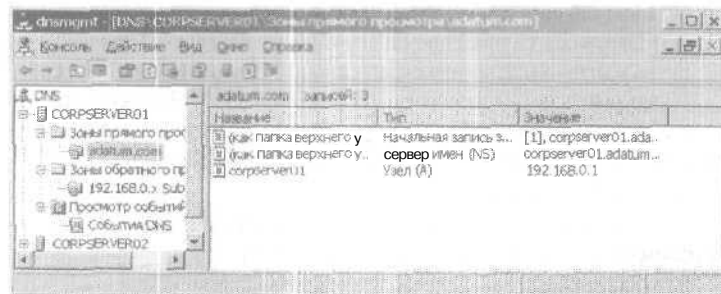 dnsmgmt - [DNS\CORPSERVER01\Зоны прямого просмотра\adatum.com]
Консоль Действие Вид Окно Справка
DNS
CORPSERVER01
Зоны прямого прос
adatum.com
Зоны обратного пр
192.168.0.x Sub
Просмотр событий
События DNS
CORPSERVER02
adatum.com записей: 3
Название Тип Значение
(как папка верхнего у Начальная запись з... [1], corpserver01.ada..
(как папка верхнего у.. сервер имен (NS) corpserver01.adatum...
corpserver01 Узел (A) 192.168.0.1